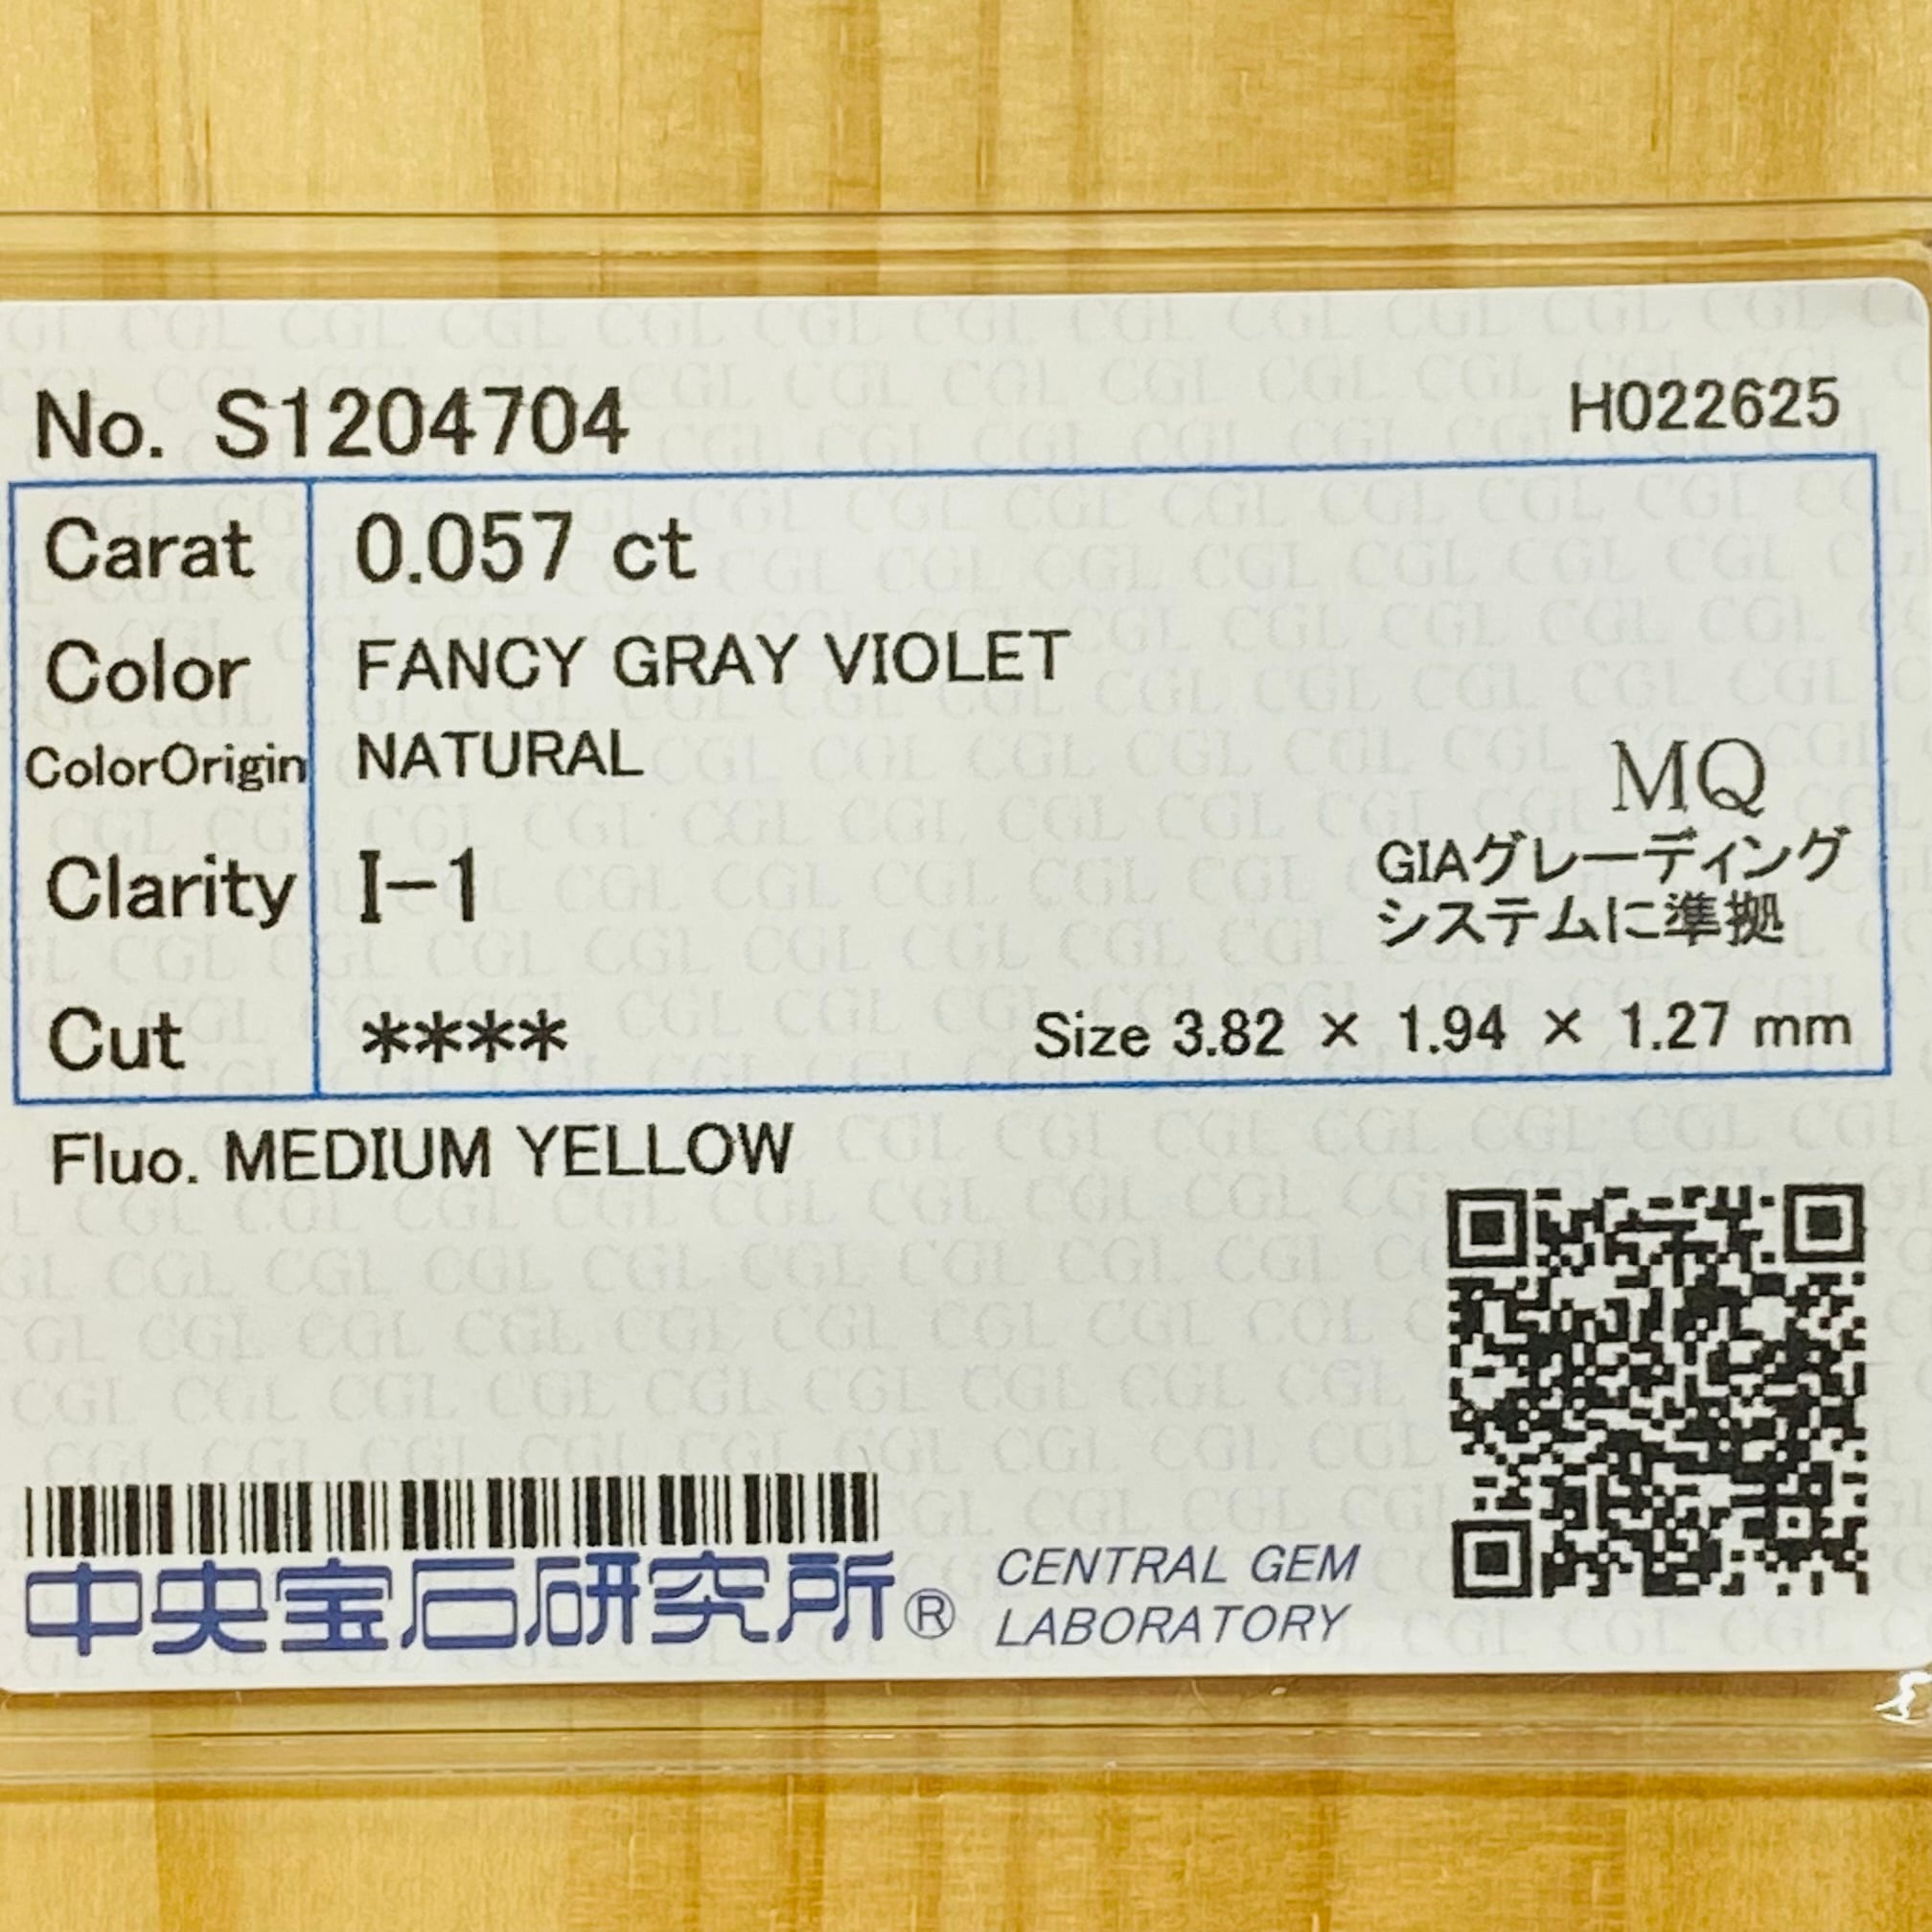 No. S1204704 H022625
Carat 0.057 ct
Color FANCY GRAY VIOLET
ColorOrigin NATURAL
MQ
Clarity I-1
GIAグレーディング
システムに準拠
Cut ****
Size 3.82 × 1.94 × 1.27 mm
Fluo. MEDIUM YELLOW
中央宝石研究所®
CENTRAL GEM
LABORATORY